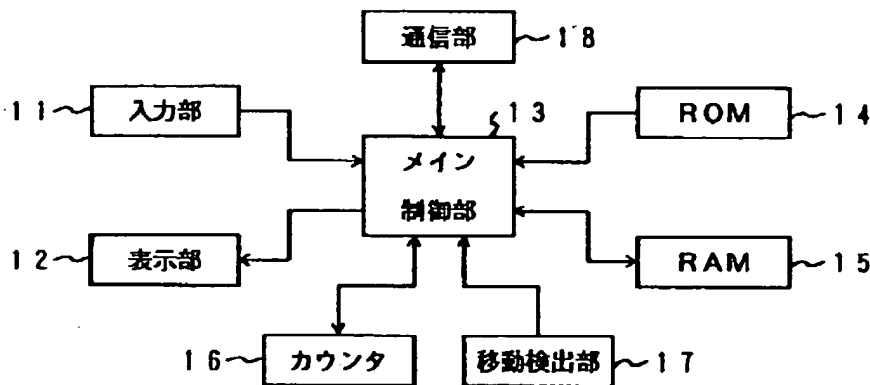 通信部 18
11 入力部
13
ROM 14
メイン
制御部
12 表示部
RAM 15
16 カウンタ
移動検出部 17